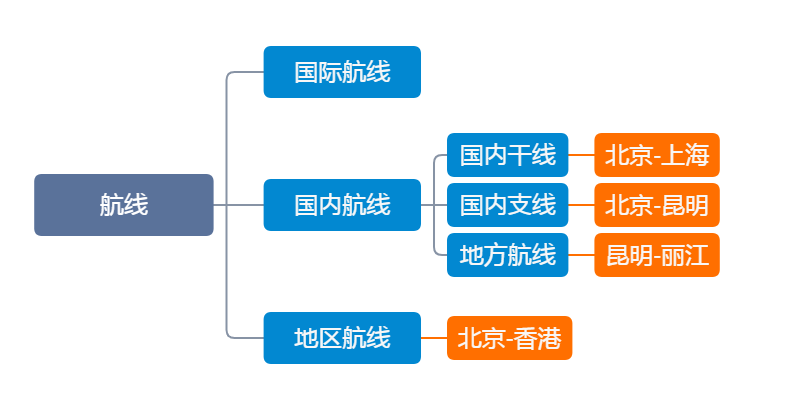 国际航线
国内干线
北京-上海
航线
国内航线
国内支线
北京-昆明
地方航线
昆明-丽江
地区航线
北京-香港